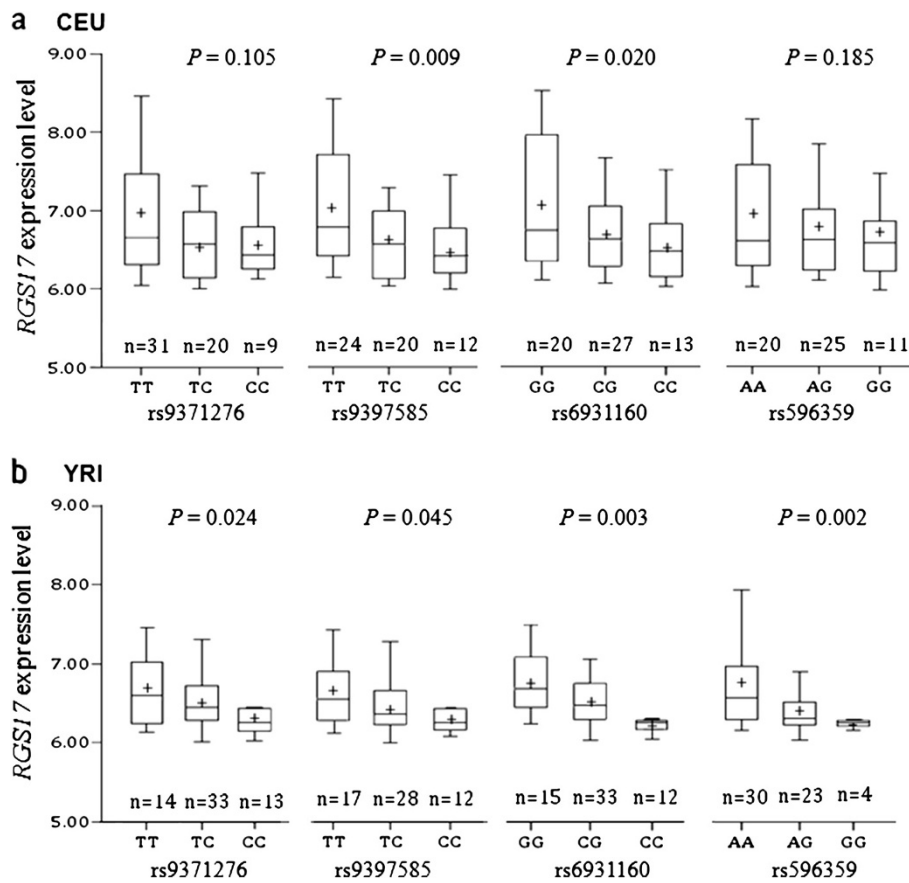 a CEU
P = 0.105 P = 0.009 P = 0.020 P = 0.185
RGS17 expression level
9.00
8.00
7.00
6.00
5.00
n=31 n=20 n=9 n=24 n=20 n=12 n=20 n=27 n=13 n=20 n=25 n=11
TT TC CC TT TC CC GG CG CC AA AG GG
rs9371276 rs9397585 rs6931160 rs596359
b YRI
P = 0.024 P = 0.045 P = 0.003 P = 0.002
RGS17 expression level
9.00
8.00
7.00
6.00
5.00
n=14 n=33 n=13 n=17 n=28 n=12 n=15 n=33 n=12 n=30 n=23 n=4
TT TC CC TT TC CC GG CG CC AA AG GG
rs9371276 rs9397585 rs6931160 rs596359